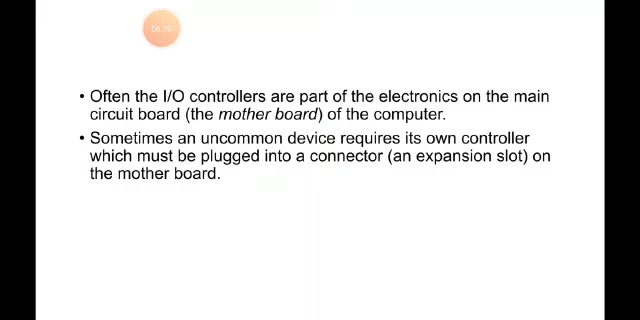 • Often the I/O controllers are part of the electronics on the main
circuit board (the mother board) of the computer.
• Sometimes an uncommon device requires its own controller
which must be plugged into a connector (an expansion slot) on
the mother board.